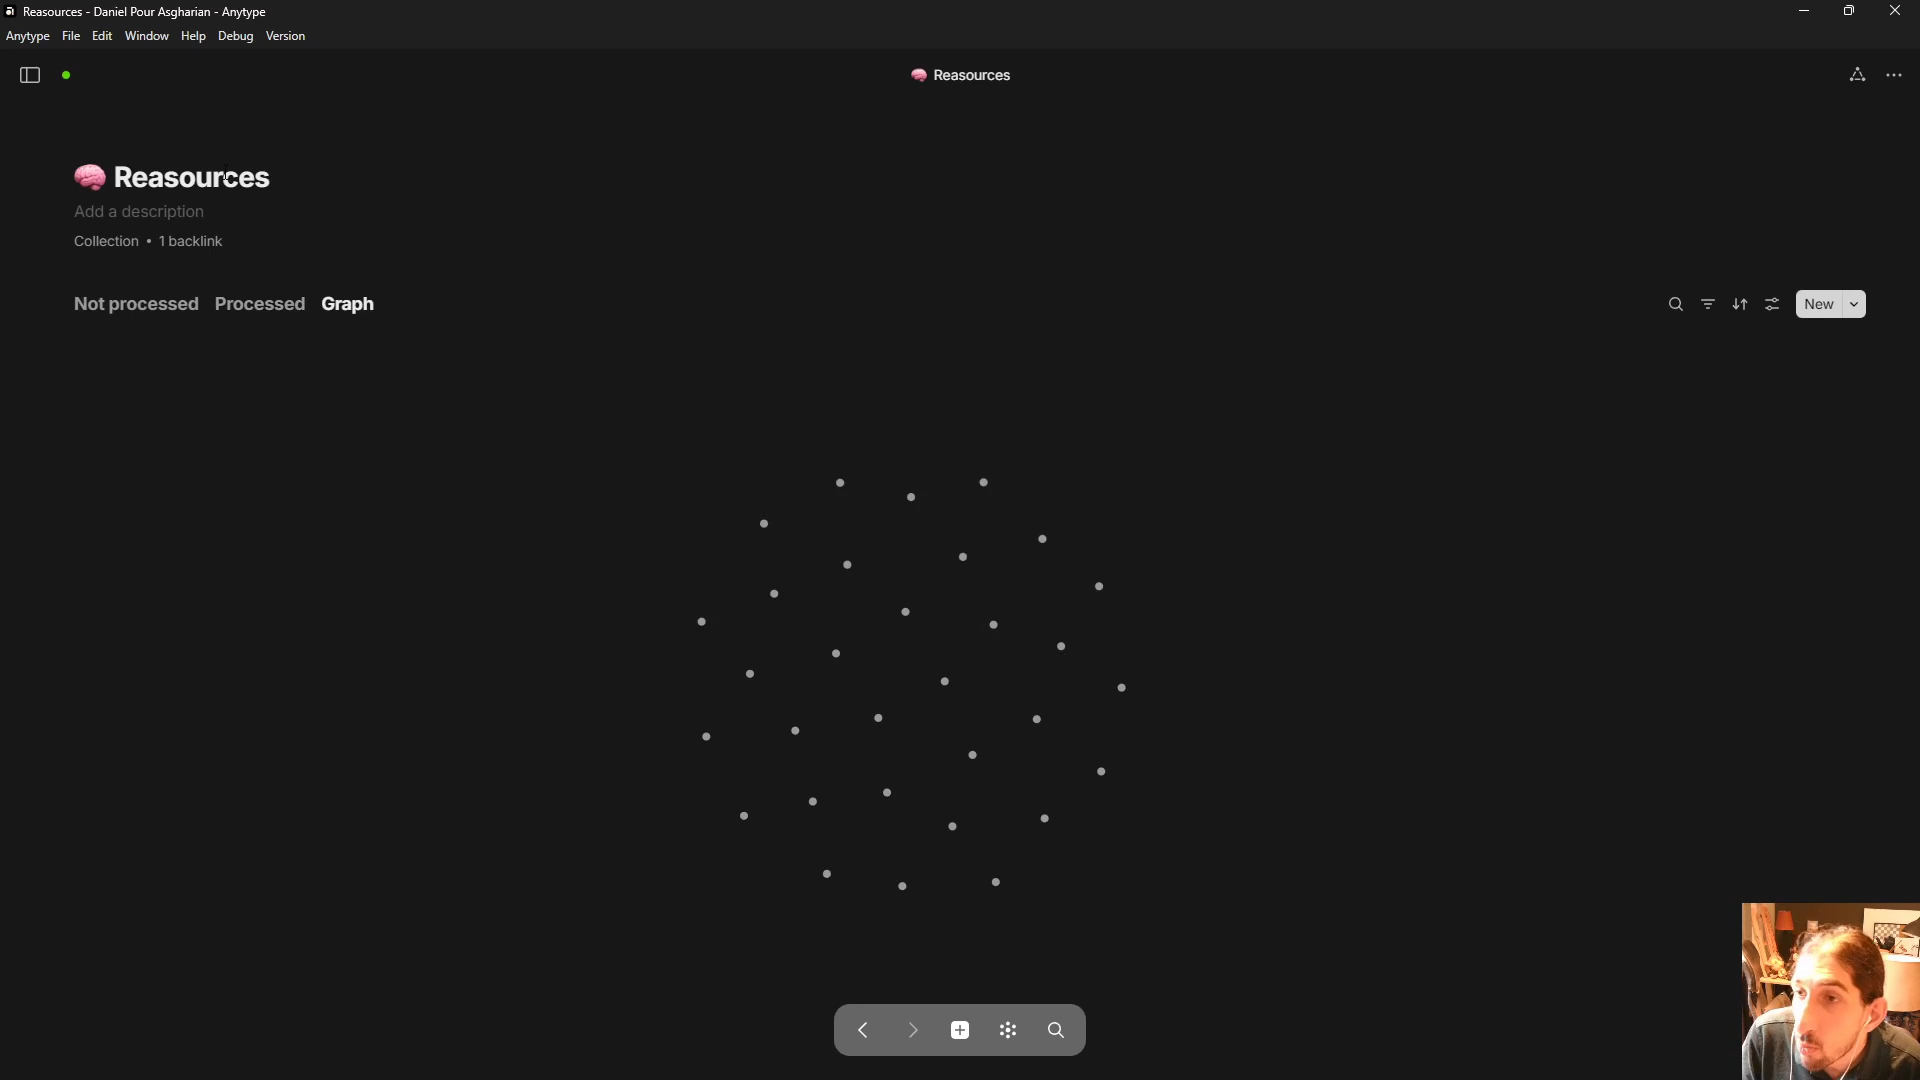 Reasources - Daniel Pour Asgharian - Anytype
Anytype File Edit Window Help Debug Version
🧠 Reasources
🧠 Reasources
Add a description
Collection • 1 backlink
Not processed Processed Graph
New